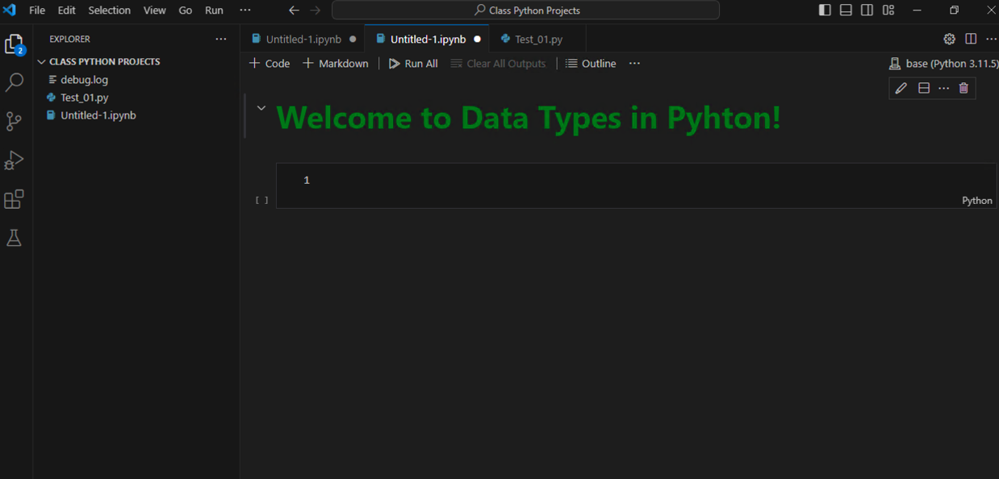 File Edit Selection View Go Run ··· Class Python Projects
EXPLORER ···
CLASS PYTHON PROJECTS
debug.log
Test_01.py
Untitled-1.ipynb
2
Untitled-1.ipynb Untitled-1.ipynb Test_01.py ···
+ Code + Markdown Run All Clear All Outputs Outline ··· base (Python 3.11.5)
···
Welcome to Data Types in Pyhton!
1
[ ] Python